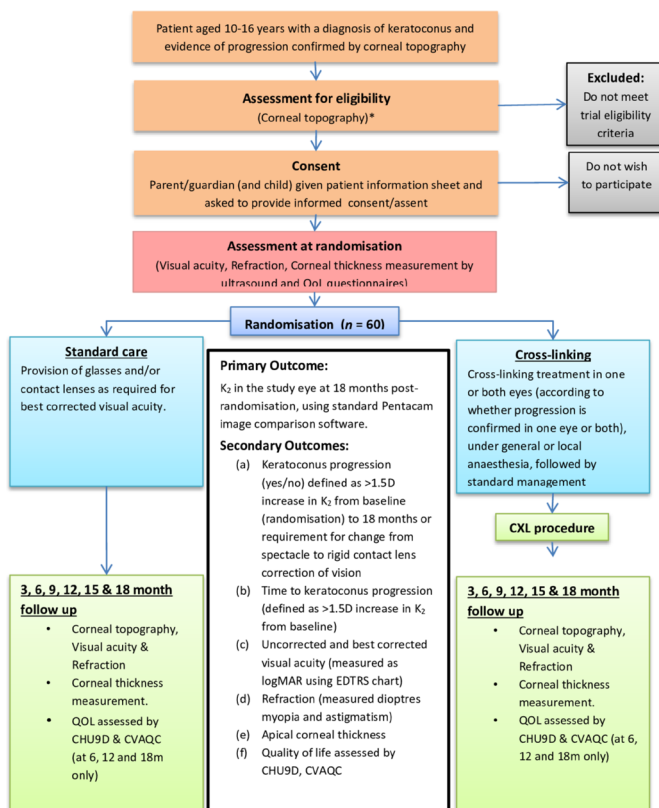 Patient aged 10-16 years with a diagnosis of keratoconus and
evidence of progression confirmed by corneal topography
Assessment for eligibility
(Corneal topography)*
Excluded:
Do not meet
trial eligibility
criteria
Consent
Parent/guardian (and child) given patient information sheet and
asked to provide informed consent/assent
Do not wish
to participate
Assessment at randomisation
(Visual acuity, Refraction, Corneal thickness measurement by
ultrasound and QoL questionnaires)
Randomisation (n = 60)
Standard care
Provision of glasses and/or
contact lenses as required for
best corrected visual acuity.
Primary Outcome:
K2 in the study eye at 18 months post-
randomisation, using standard Pentacam
image comparison software.
Secondary Outcomes:
(a) Keratoconus progression
(yes/no) defined as >1.5D
increase in K2 from baseline
(randomisation) to 18 months or
requirement for change from
spectacle to rigid contact lens
correction of vision
(b) Time to keratoconus progression
(defined as >1.5D increase in K2
from baseline)
(c) Uncorrected and best corrected
visual acuity (measured as
logMAR using EDTRS chart)
(d) Refraction (measured dioptres
myopia and astigmatism)
(e) Apical corneal thickness
(f) Quality of life assessed by
CHU9D, CVAQC
Cross-linking
Cross-linking treatment in one
or both eyes (according to
whether progression is
confirmed in one eye or both),
under general or local
anaesthesia, followed by
standard management
CXL procedure
3, 6, 9, 12, 15 & 18 month
follow up
• Corneal topography,
Visual acuity &
Refraction
• Corneal thickness
measurement.
• QOL assessed by
CHU9D & CVAQC
(at 6, 12 and 18m
only)
3, 6, 9, 12, 15 & 18 month
follow up
• Corneal topography,
Visual acuity &
Refraction
• Corneal thickness
measurement.
• QOL assessed by
CHU9D & CVAQC (at 6,
12 and 18m only)